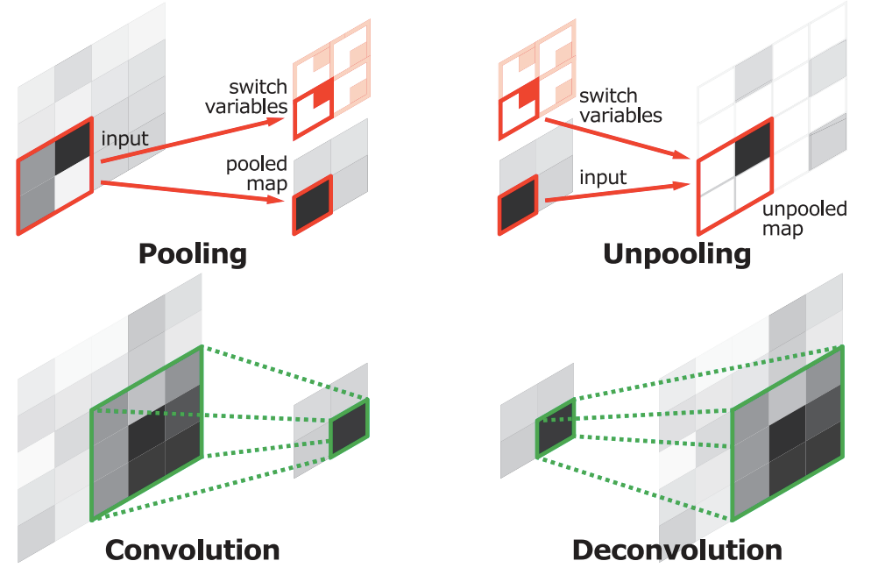 switch
variables
input
pooled
map
Pooling
switch
variables
input
unpooled
map
Unpooling
Convolution
Deconvolution